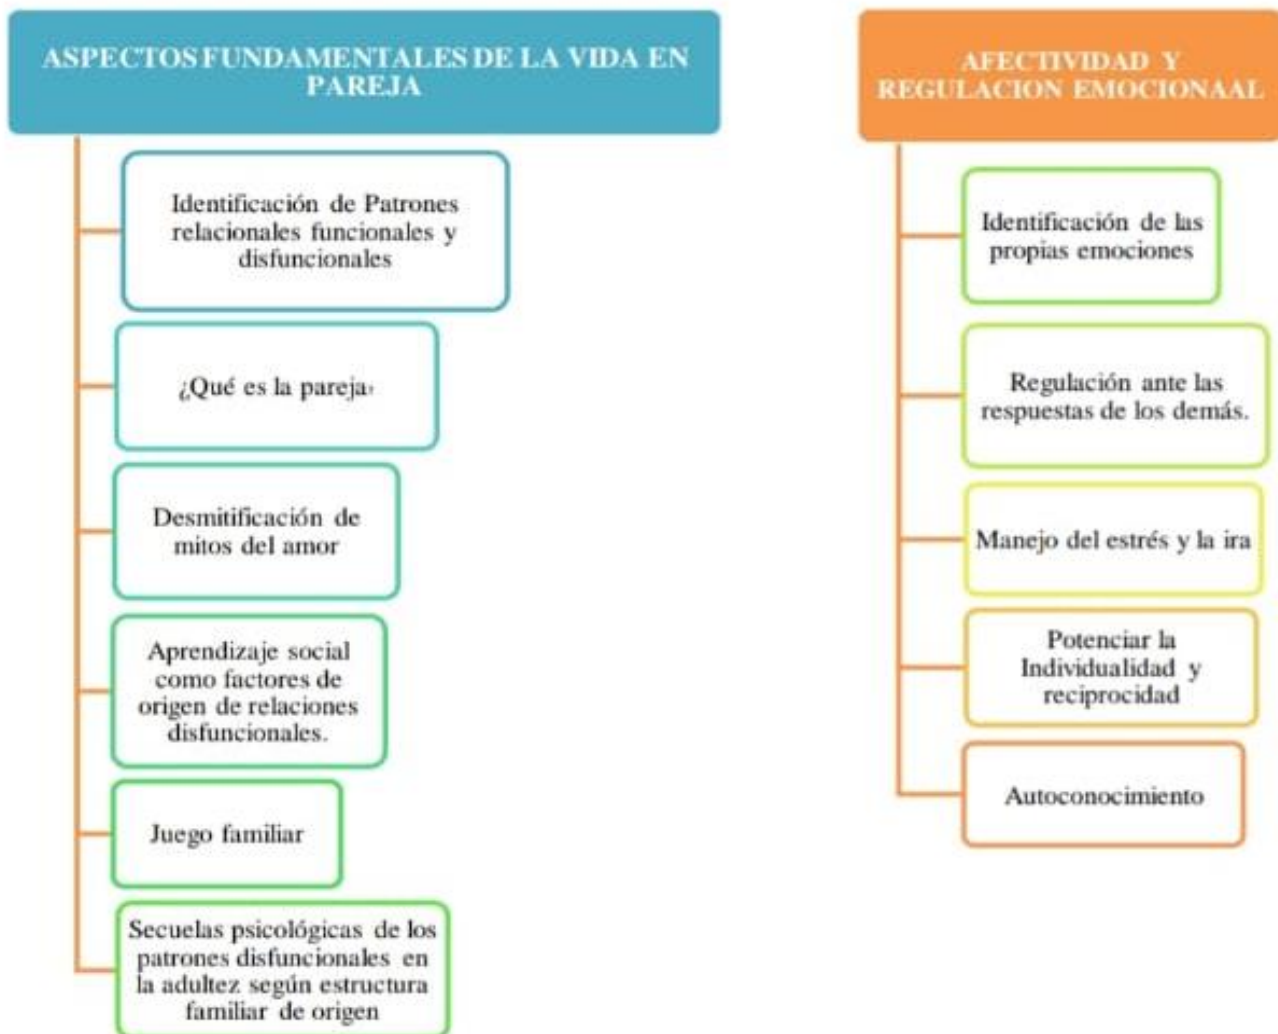 ASPECTOS FUNDAMENTALES DE LA VIDA EN
PAREJA
Identificación de Patrones
relacionales funcionales y
disfuncionales
¿Qué es la pareja?
Desmitificación de
mitos del amor
Aprendizaje social
como factores de
origen de relaciones
disfuncionales.
Juego familiar
Secuelas psicológicas de los
patrones disfuncionales en
la adultez según estructura
familiar de origen
AFECTIVIDAD Y
REGULACION EMOCIONAAL
Identificación de las
propias emociones
Regulación ante las
respuestas de los demás.
Manejo del estrés y la ira
Potenciar la
Individualidad y
reciprocidad
Autoconocimiento